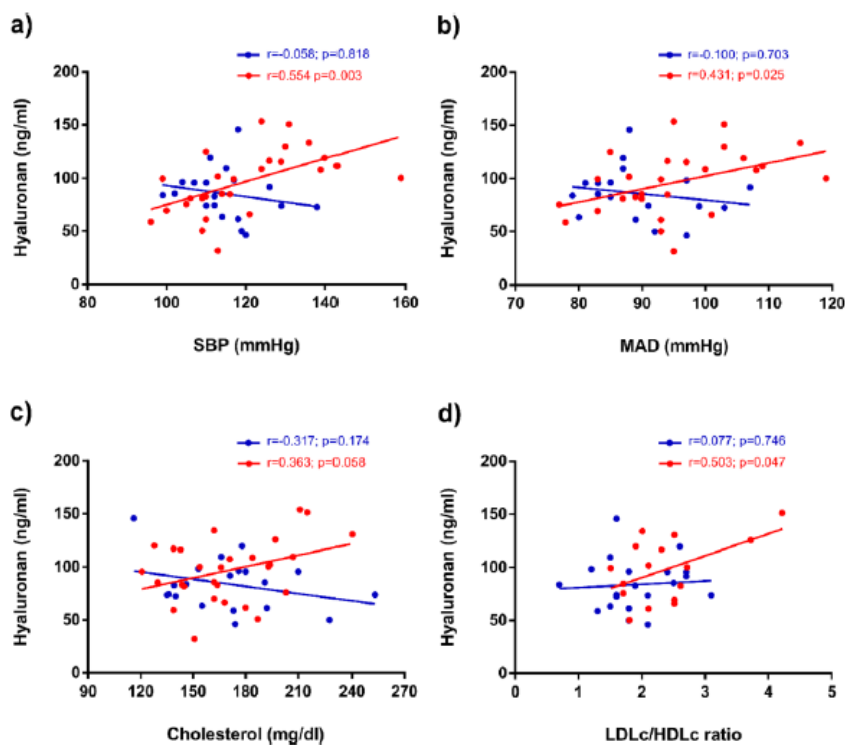 a)
r=-0.058; p=0.818
r=0.554 p=0.003
200
150
100
50
0
Hyaluronan (ng/ml)
80 100 120 140 160
SBP (mmHg)
b)
r=-0.100; p=0.703
r=0.431; p=0.025
200
150
100
50
0
Hyaluronan (ng/ml)
70 80 90 100 110 120
MAD (mmHg)
c)
r=-0.317; p=0.174
r=0.363; p=0.058
200
150
100
50
0
Hyaluronan (ng/ml)
90 120 150 180 210 240 270
Cholesterol (mg/dl)
d)
r=0.077; p=0.746
r=0.503; p=0.047
200
150
100
50
0
Hyaluronan (ng/ml)
0 1 2 3 4 5
LDLc/HDLc ratio